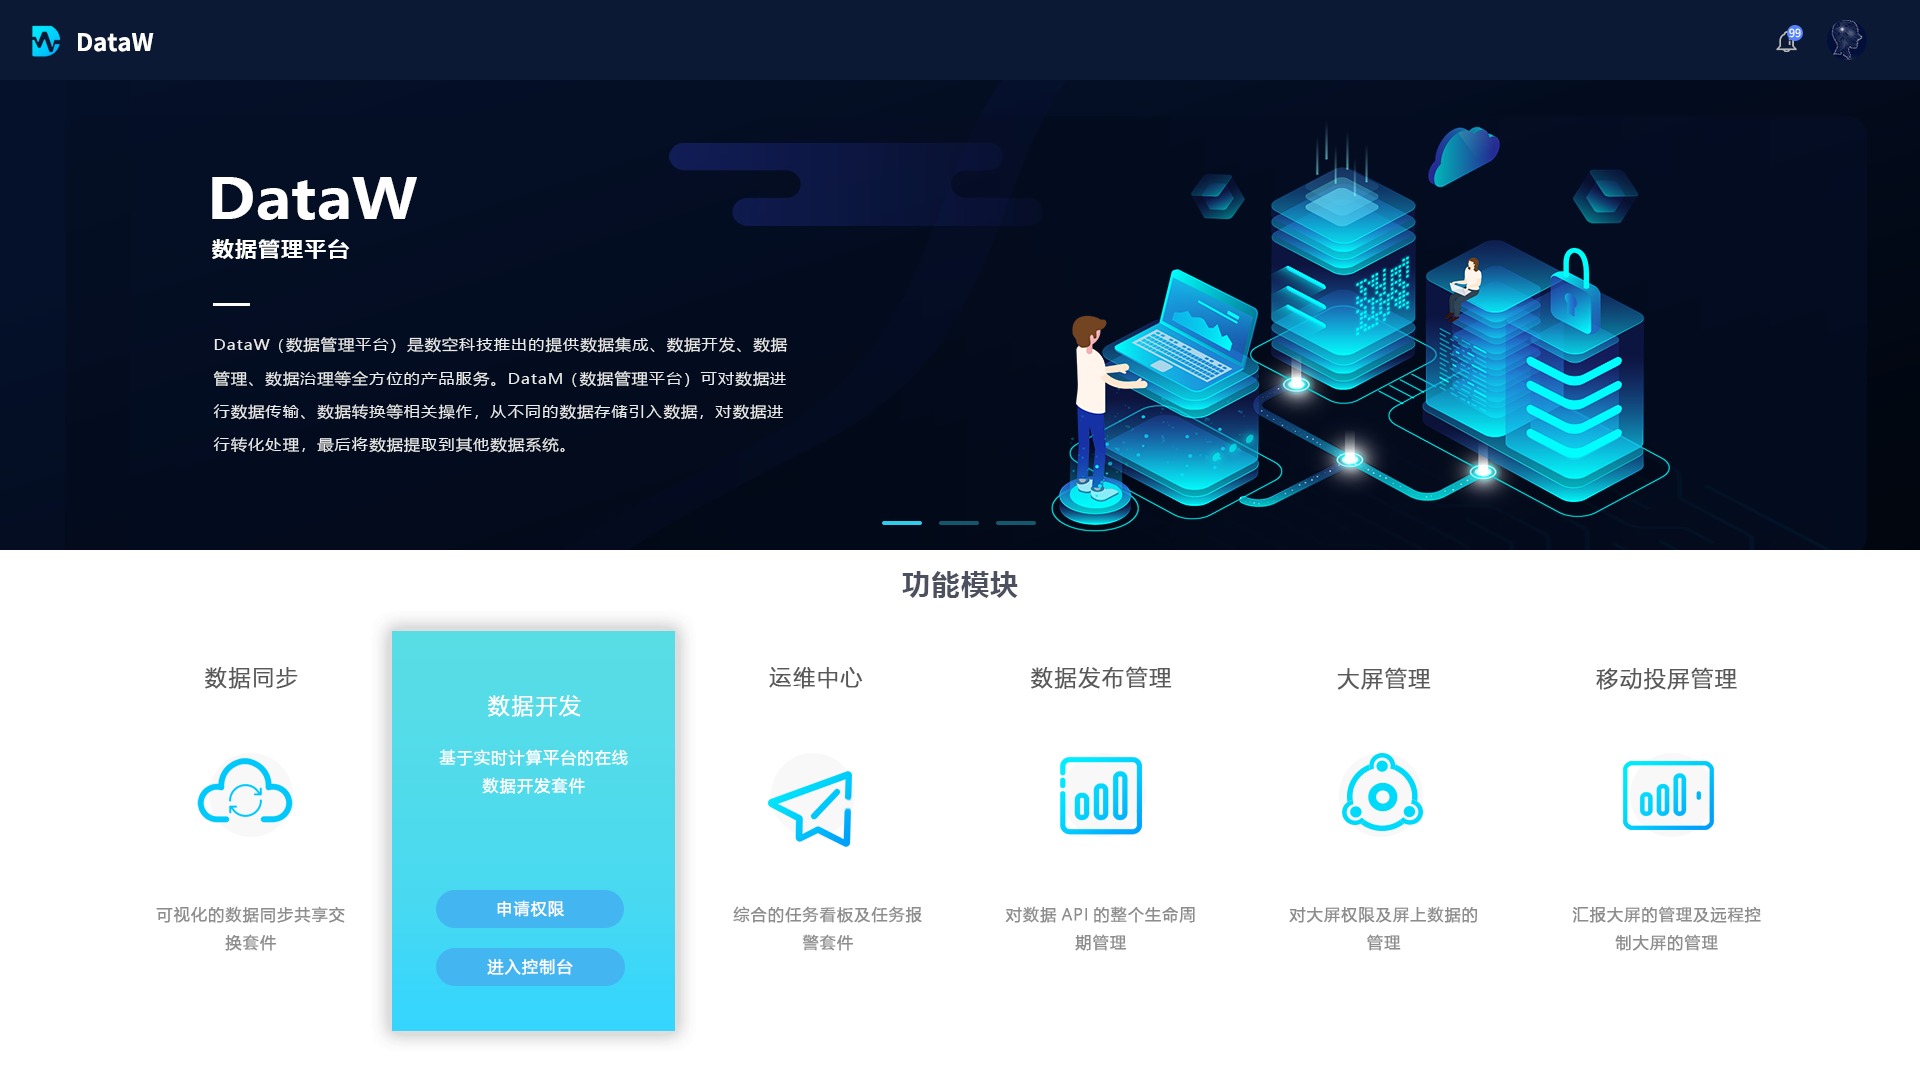 DataW
99
DataW
数据管理平台
DataW（数据管理平台）是数空科技推出的提供数据集成、数据开发、数据
管理、数据治理等全方位的产品服务。DataM（数据管理平台）可对数据进
行数据传输、数据转换等相关操作，从不同的数据存储引入数据，对数据进
行转化处理，最后将数据提取到其他数据系统。
功能模块
数据同步
可视化的数据同步共享交
换套件
数据开发
基于实时计算平台的在线
数据开发套件
申请权限
进入控制台
运维中心
综合的任务看板及任务报
警套件
数据发布管理
对数据 API 的整个生命周
期管理
大屏管理
对大屏权限及屏上数据的
管理
移动投屏管理
汇报大屏的管理及远程控
制大屏的管理